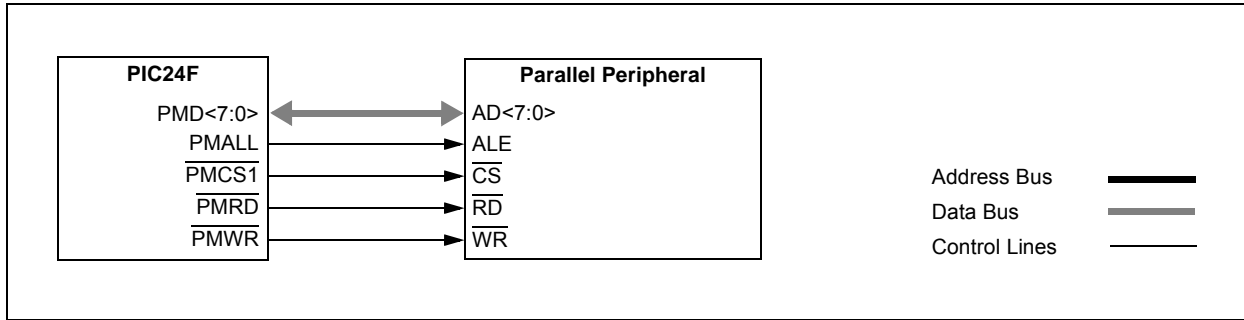 PIC24F
PMD<7:0>
PMALL
PMCS1
PMRD
PMWR
Parallel Peripheral
AD<7:0>
ALE
CS
RD
WR
Address Bus
Data Bus
Control Lines